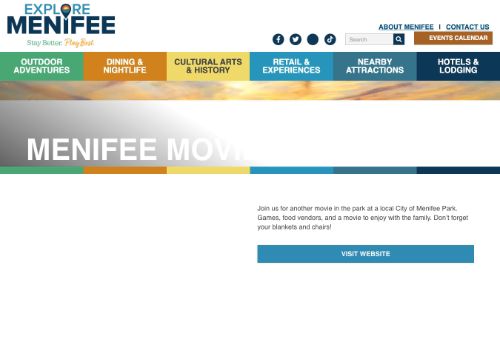 EXPLORE
MENIFEE
Stay Better. Play Best.
ABOUT MENIFEE | CONTACT US
Search
EVENTS CALENDAR
OUTDOOR ADVENTURES
DINING & NIGHTLIFE
CULTURAL ARTS & HISTORY
RETAIL & EXPERIENCES
NEARBY ATTRACTIONS
HOTELS & LODGING
MENIFEE MOVI
Join us for another movie in the park at a local City of Menifee Park.
Games, food vendors, and a movie to enjoy with the family. Don't forget
your blankets and chairs!
VISIT WEBSITE